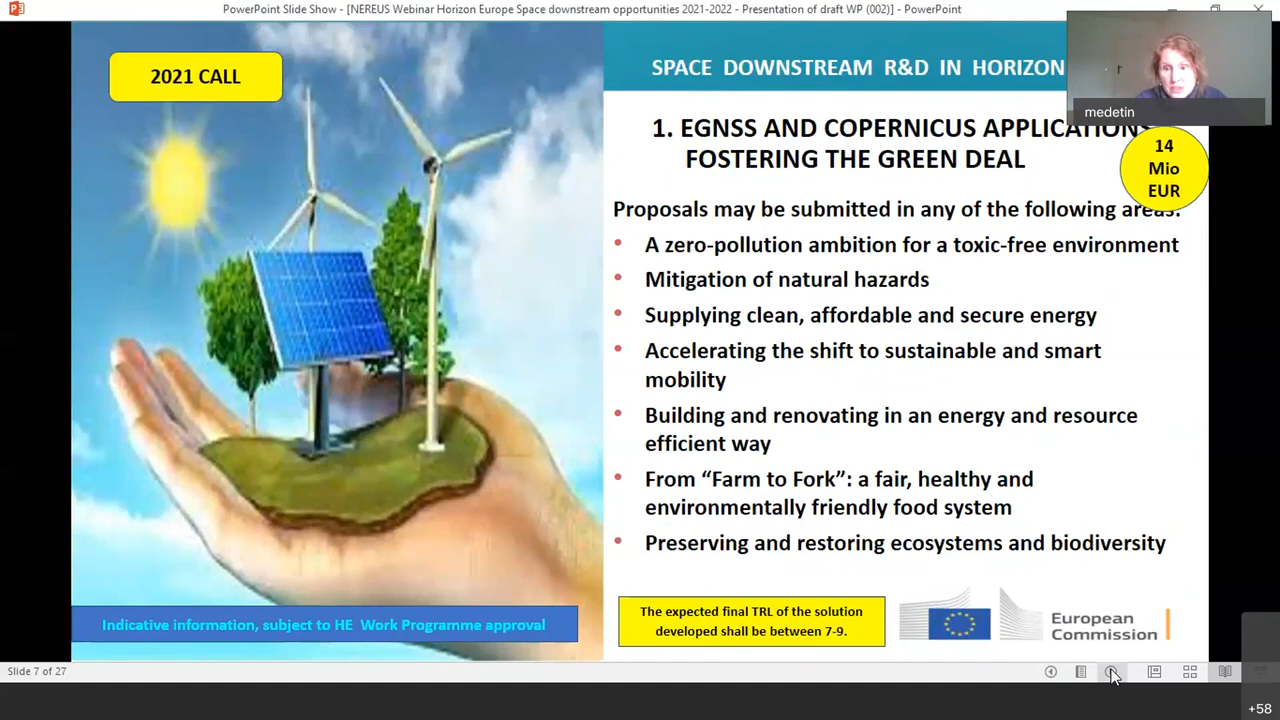 PowerPoint Slide Show - [NEREUS Webinar Horizon Europe Space downstream opportunities 2021-2022 - Presentation of draft WP (002)] - PowerPoint
2021 CALL
SPACE DOWNSTREAM R&D IN HORIZON
medetin
1. EGNSS AND COPERNICUS APPLICATIONS
FOSTERING THE GREEN DEAL
14
Mio
EUR
Proposals may be submitted in any of the following areas:
• A zero-pollution ambition for a toxic-free environment
• Mitigation of natural hazards
• Supplying clean, affordable and secure energy
• Accelerating the shift to sustainable and smart
mobility
• Building and renovating in an energy and resource
efficient way
• From “Farm to Fork”: a fair, healthy and
environmentally friendly food system
• Preserving and restoring ecosystems and biodiversity
Indicative information, subject to HE Work Programme approval
The expected final TRL of the solution
developed shall be between 7-9.
European
Commission
Slide 7 of 27
+58